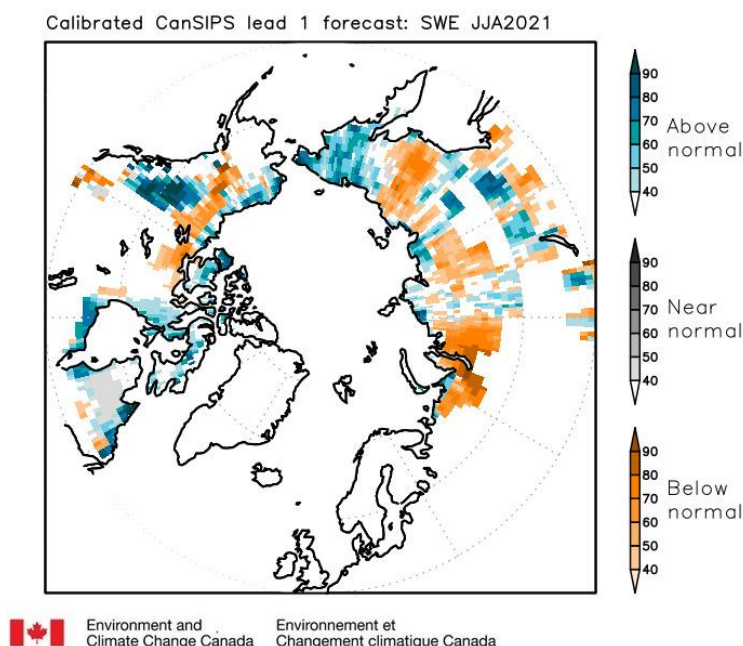 Calibrated CanSIPS lead 1 forecast: SWE JJA2021
90
80
70
60
50
40
Above
normal
90
80
70
60
50
40
Near
normal
90
80
70
60
50
40
Below
normal
Environment and
Climate Change Canada
Environnement et
Changement climatique Canada